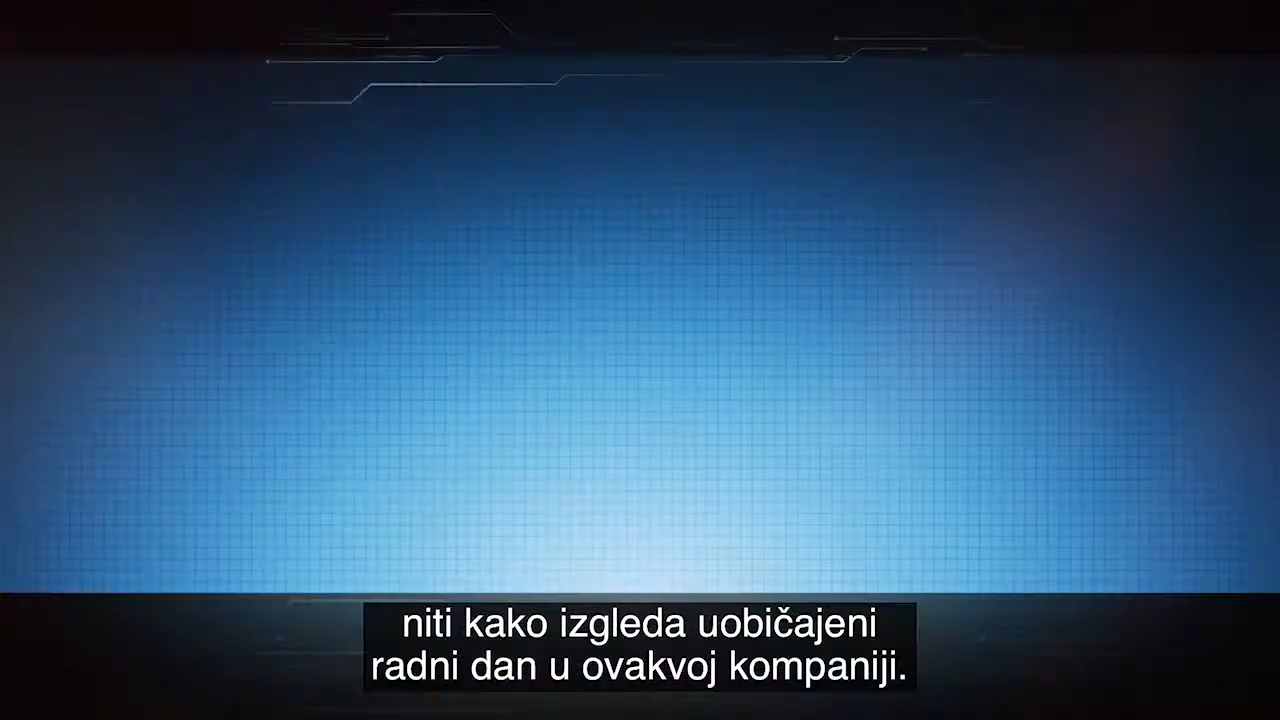 niti kako izgleda uobičajeni
radni dan u ovakvoj kompaniji.